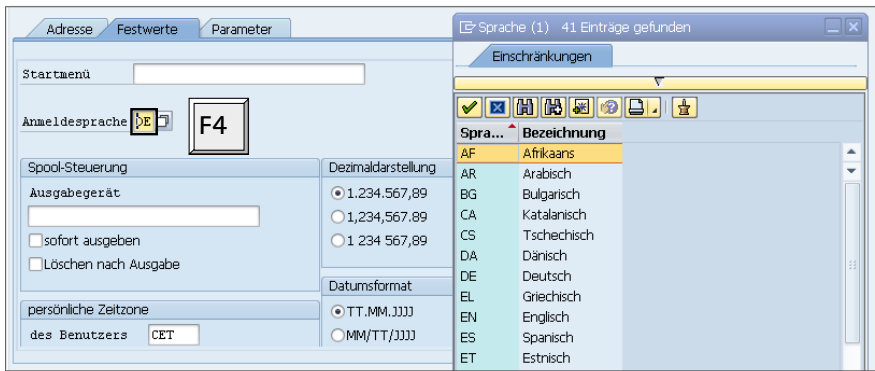 Adresse Festwerte Parameter
Startmenü
Anmeldesprache DE
F4
Spool-Steuerung
Ausgabegerät
sofort ausgeben
Löschen nach Ausgabe
persönliche Zeitzone
des Benutzers CET
Dezimaldarstellung
1.234.567,89
1,234,567.89
1 234 567,89
Datumsformat
TT.MM.JJJJ
MM/TT/JJJJ
Sprache (1) 41 Einträge gefunden
Einschränkungen
Spra... Bezeichnung
AF Afrikaans
AR Arabisch
BG Bulgarisch
CA Katalanisch
CS Tschechisch
DA Dänisch
DE Deutsch
EL Griechisch
EN Englisch
ES Spanisch
ET Estnisch